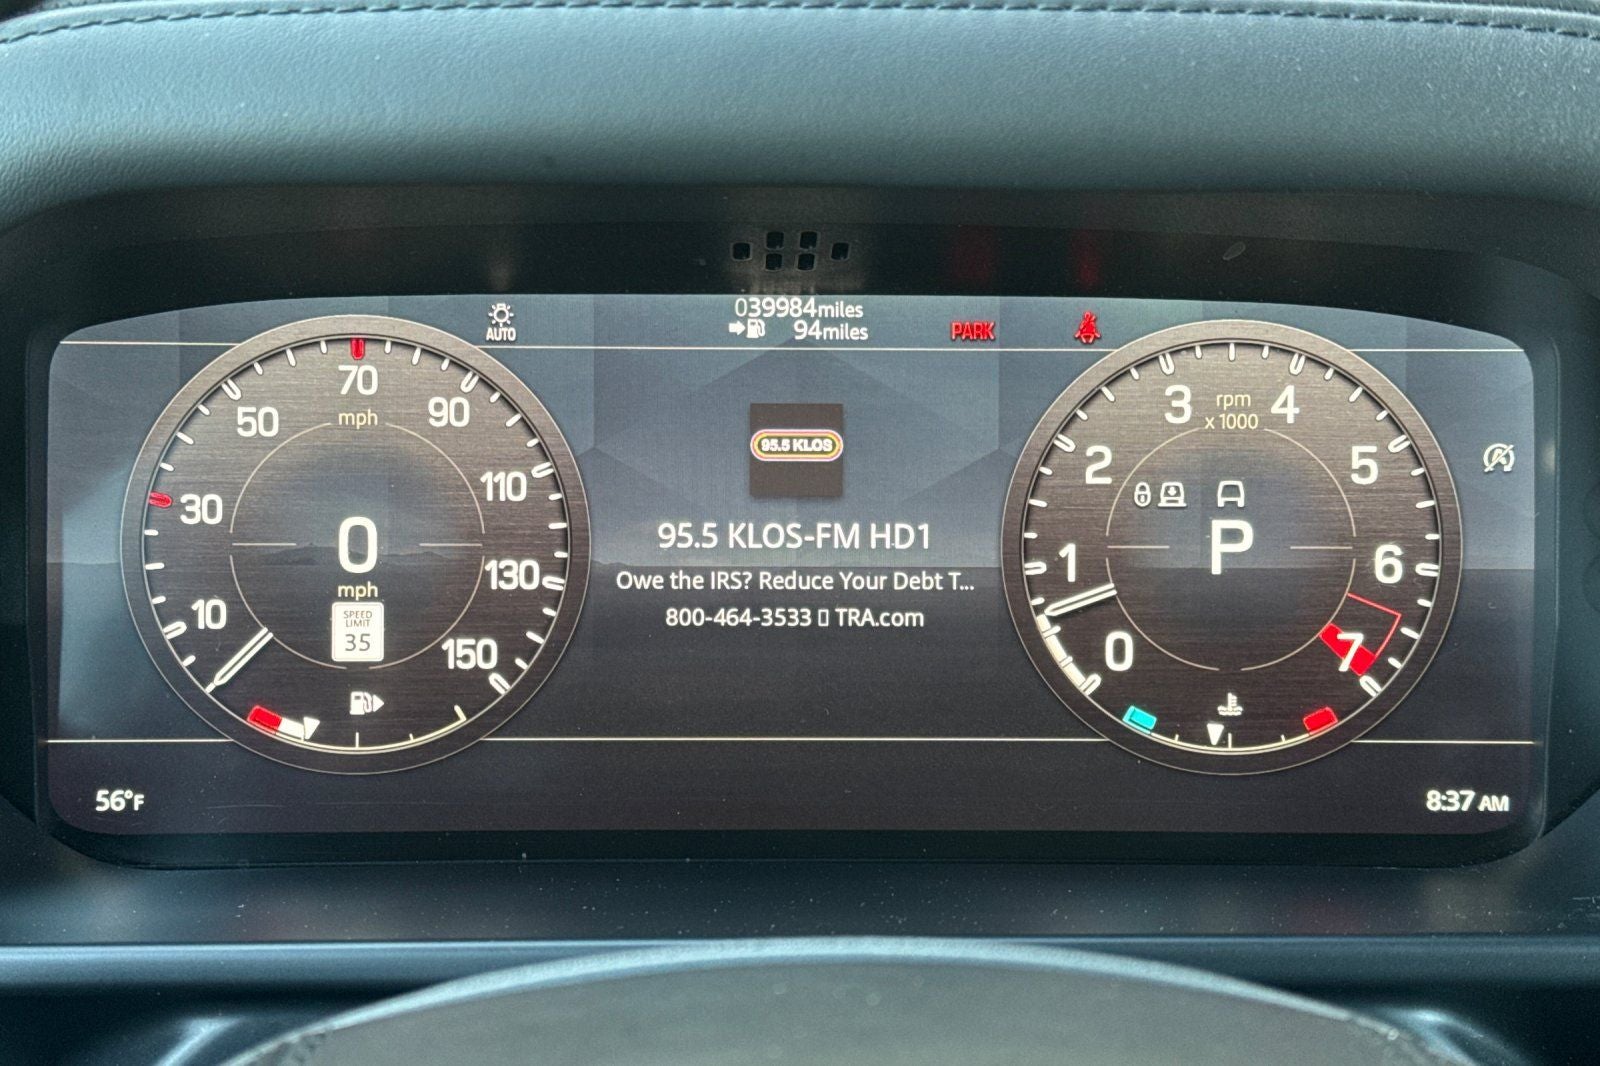 039984miles
94miles
AUTO
PARK
70
mph
50
90
30
110
0
mph
130
SPEED
LIMIT
35
10
150
95.5 KLOS
95.5 KLOS-FM HD1
Owe the IRS? Reduce Your Debt T...
800-464-3533 ▯ TRA.com
3
rpm
x 1000
4
2
5
A
P
1
6
0
7
56°F
8:37 AM